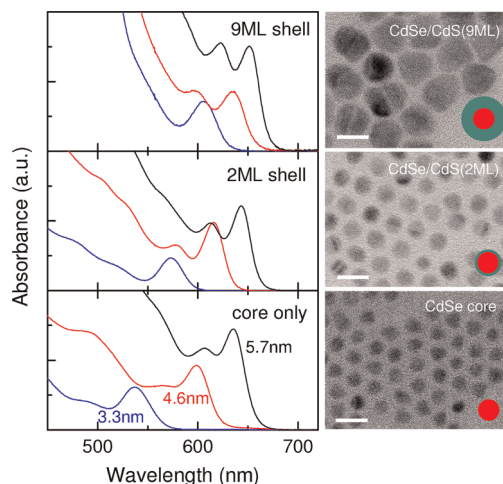 9ML shell
2ML shell
core only
5.7nm
4.6nm
3.3nm
Absorbance (a.u.)
500
600
700
Wavelength (nm)
CdSe/CdS(9ML)
CdSe/CdS(2ML)
CdSe core